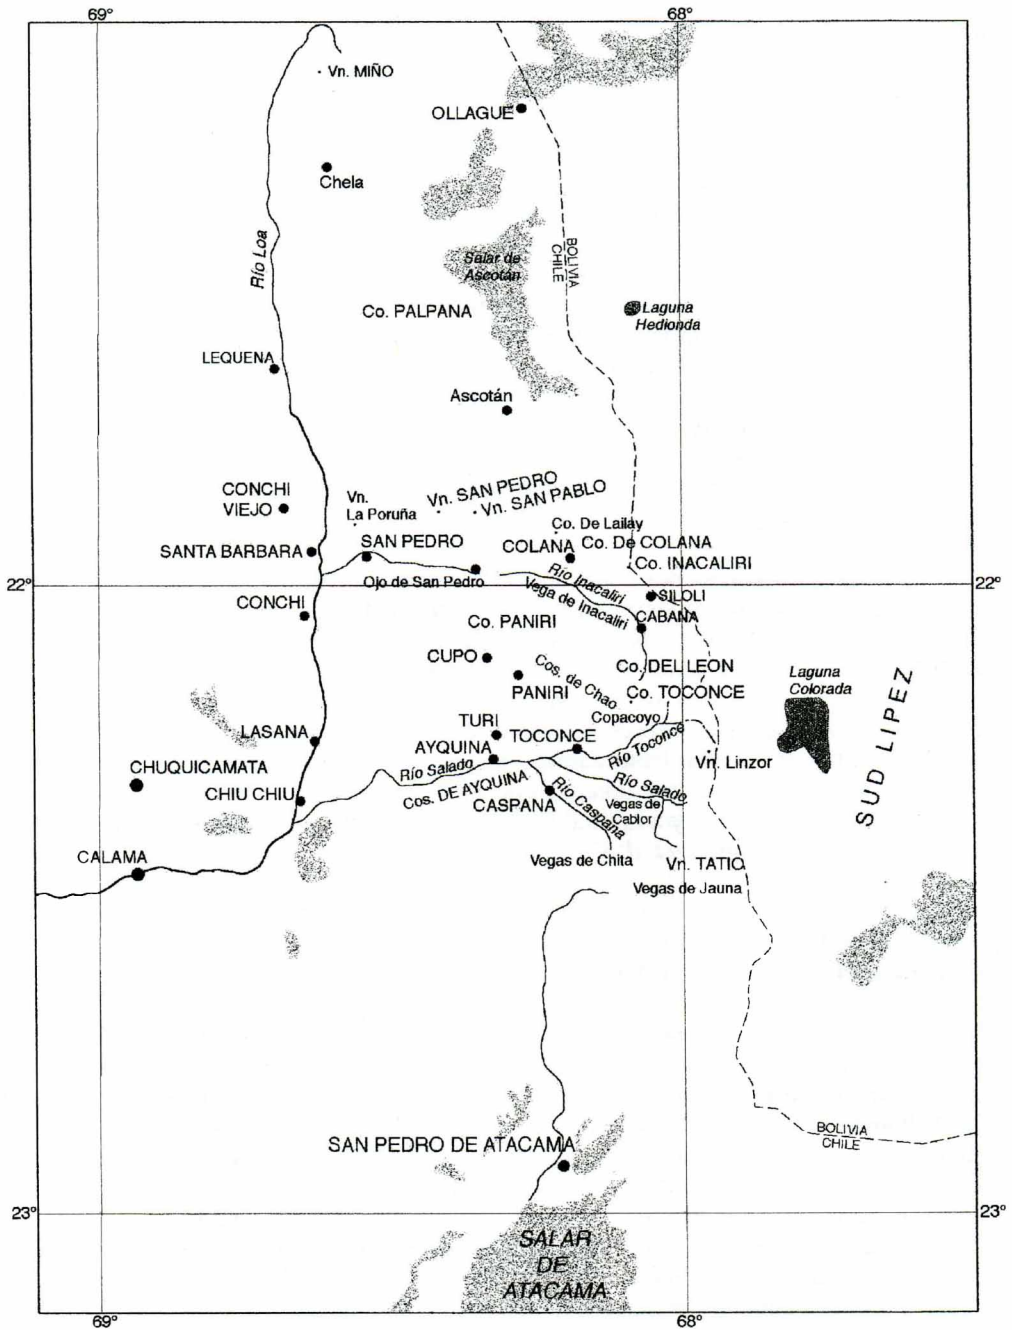 69°
68°
Vn. MIÑO
OLLAGUE
Chela
Río Loa
BOLIVIA
CHILE
Salar de
Ascotán
Co. PALPANA
Laguna
Hedionda
LEQUENA
Ascotán
CONCHI
VIEJO
Vn.
La Poruña
Vn. SAN PEDRO
Vn. SAN PABLO
Co. De Lailay
SANTA BARBARA
SAN PEDRO
COLANA
Co. De COLANA
Co. INACALIRI
22°
Ojo de San Pedro
Río Inacaliri
Vega de Inacaliri
SILOLI
22°
CONCHI
CABANA
Co. PANIRI
CUPO
PANIRI
Cos. de Chao
Co. DEL LEON
Co. TOCONCE
Laguna
Colorada
SUD LIPEZ
Copacoyo
LASANA
TURI
TOCONCE
AYQUINA
Río Toconce
Vn. Linzor
CHUQUICAMATA
Río Salado
Cos. DE AYQUINA
Río Salado
CHIU CHIU
CASPANA
Río Caspana
Vegas de
Cablor
CALAMA
Vegas de Chita
Vn. TATIO
Vegas de Jauna
BOLIVIA
CHILE
SAN PEDRO DE ATACAMA
23°
23°
SALAR
DE
ATACAMA
69°
68°